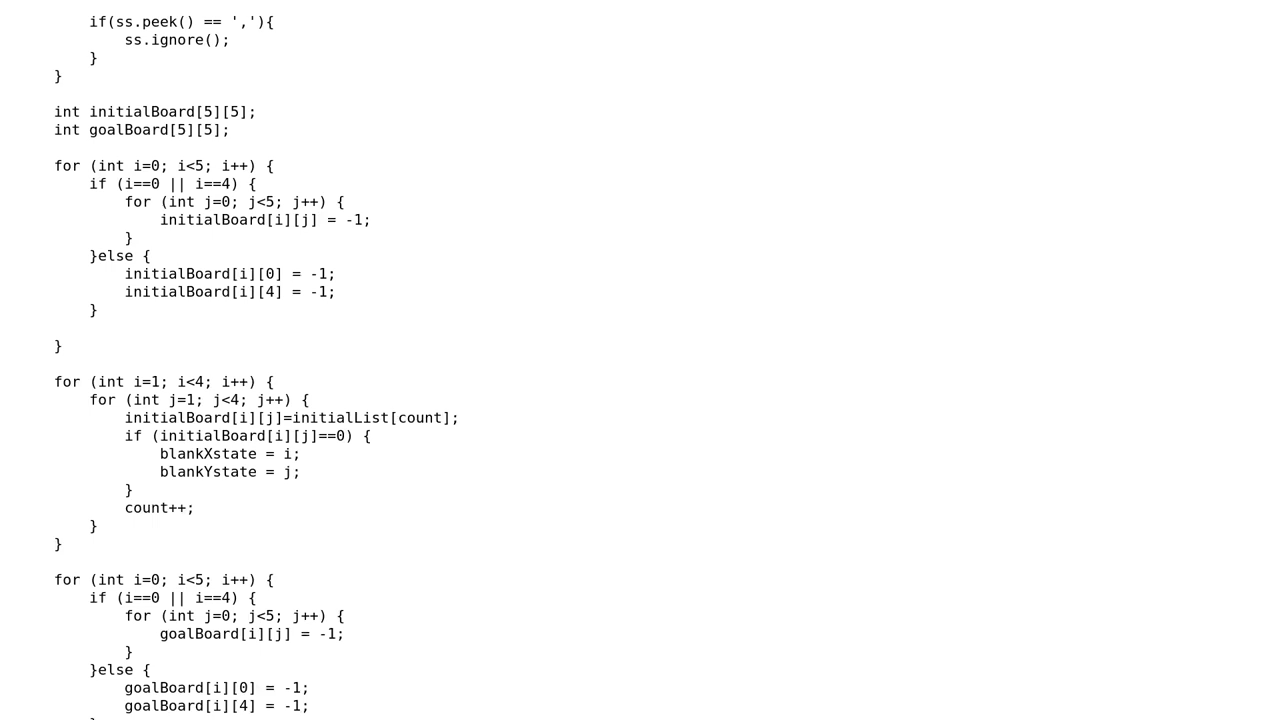 if(ss.peek() == ','){
            ss.ignore();
        }
    }

    int initialBoard[5][5];
    int goalBoard[5][5];

    for (int i=0; i<5; i++) {
        if (i==0 || i==4) {
            for (int j=0; j<5; j++) {
                initialBoard[i][j] = -1;
            }
        }else {
            initialBoard[i][0] = -1;
            initialBoard[i][4] = -1;
        }

    }

    for (int i=1; i<4; i++) {
        for (int j=1; j<4; j++) {
            initialBoard[i][j]=initialList[count];
            if (initialBoard[i][j]==0) {
                blankXstate = i;
                blankYstate = j;
            }
            count++;
        }
    }

    for (int i=0; i<5; i++) {
        if (i==0 || i==4) {
            for (int j=0; j<5; j++) {
                goalBoard[i][j] = -1;
            }
        }else {
            goalBoard[i][0] = -1;
            goalBoard[i][4] = -1;
        }